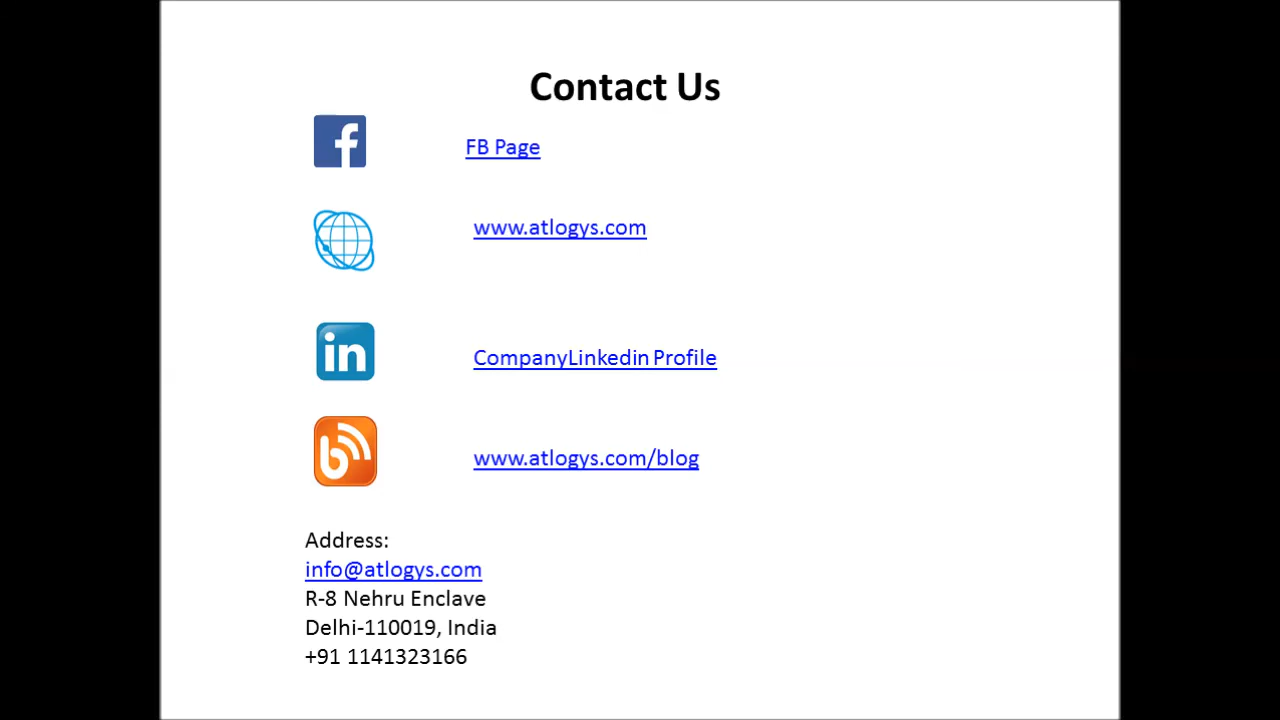 Contact Us
f
FB Page
www.atlogys.com
in
CompanyLinkedin Profile
b
www.atlogys.com/blog
Address:
info@atlogys.com
R-8 Nehru Enclave
Delhi-110019, India
+91 1141323166